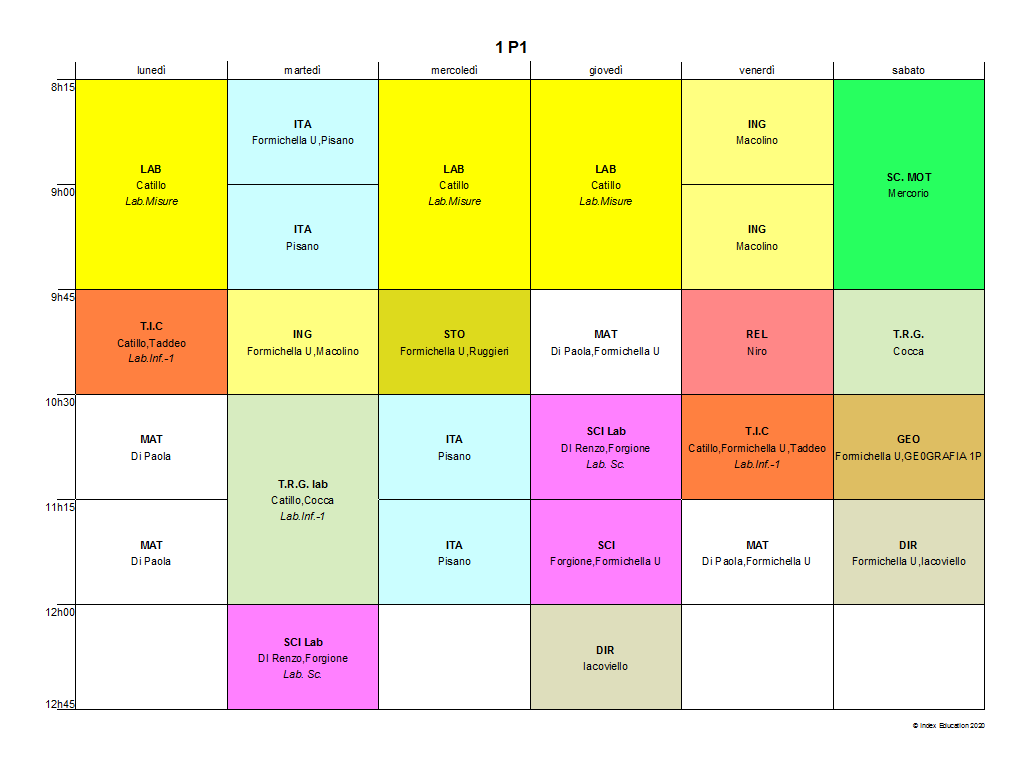 1 P1
lunedì martedì mercoledì giovedì venerdì sabato
8h15
LAB
Catillo
Lab.Misure
ITA
Formichella U,Pisano
LAB
Catillo
Lab.Misure
LAB
Catillo
Lab.Misure
ING
Macolino
SC. MOT
Mercorio
9h00
ITA
Pisano
ING
Macolino
9h45
T.I.C
Catillo,Taddeo
Lab.Inf.-1
ING
Formichella U,Macolino
STO
Formichella U,Ruggieri
MAT
Di Paola,Formichella U
REL
Niro
T.R.G.
Cocca
10h30
MAT
Di Paola
T.R.G. lab
Catillo,Cocca
Lab.Inf.-1
ITA
Pisano
SCI Lab
DI Renzo,Forgione
Lab. Sc.
T.I.C
Catillo,Formichella U,Taddeo
Lab.Inf.-1
GEO
Formichella U,GE0GRAFIA 1P
11h15
MAT
Di Paola
ITA
Pisano
SCI
Forgione,Formichella U
MAT
Di Paola,Formichella U
DIR
Formichella U,Iacoviello
12h00
SCI Lab
DI Renzo,Forgione
Lab. Sc.
DIR
Iacoviello
12h45
© Index Education 2020